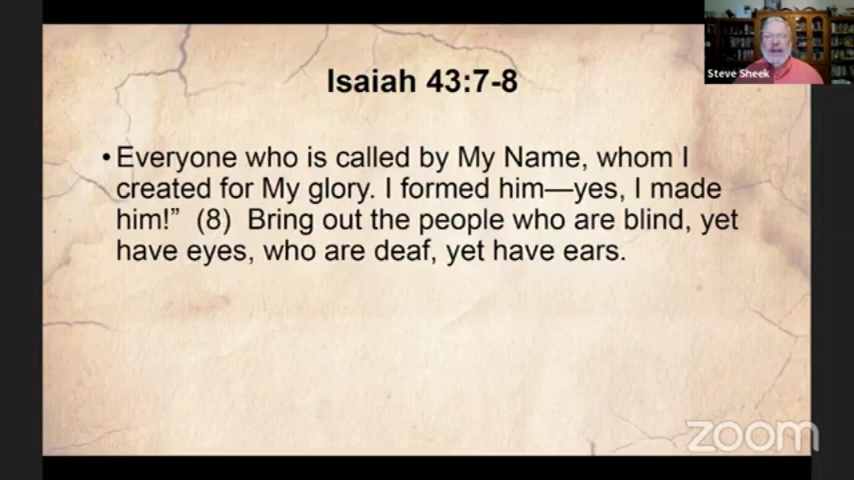 Isaiah 43:7-8
Steve Sheek
• Everyone who is called by My Name, whom I
created for My glory. I formed him—yes, I made
him!” (8) Bring out the people who are blind, yet
have eyes, who are deaf, yet have ears.
zoom